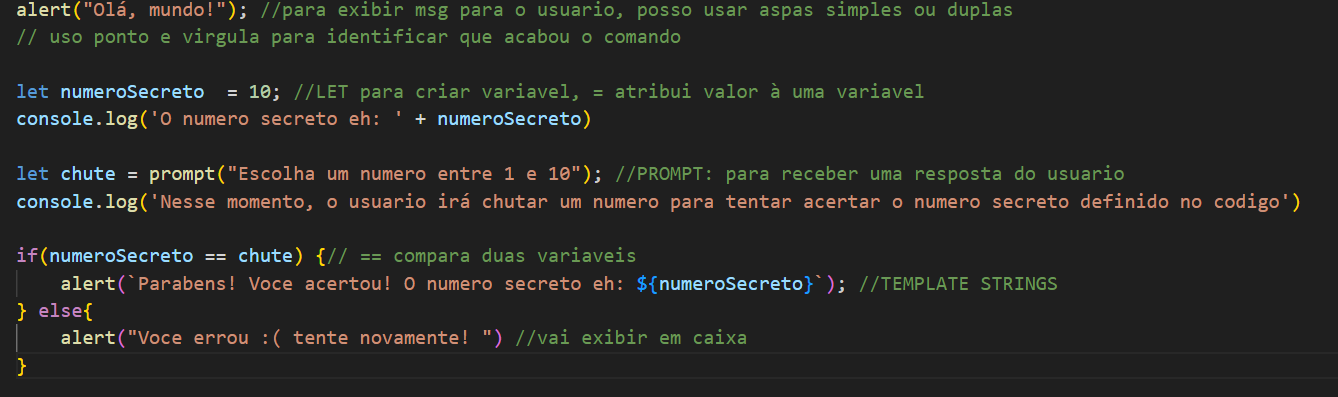 alert("Olá, mundo!"); //para exibir msg para o usuario, posso usar aspas simples ou duplas
// uso ponto e virgula para identificar que acabou o comando
let numeroSecreto  = 10; //LET para criar variavel, = atribui valor à uma variavel
console.log('O numero secreto eh: ' + numeroSecreto)
let chute = prompt("Escolha um numero entre 1 e 10"); //PROMPT: para receber uma resposta do usuario
console.log('Nesse momento, o usuario irá chutar um numero para tentar acertar o numero secreto definido no codigo')
if(numeroSecreto == chute) {// == compara duas variaveis
    alert(`Parabens! Voce acertou! O numero secreto eh: ${numeroSecreto}`); //TEMPLATE STRINGS
} else{
    alert("Voce errou :( tente novamente! ") //vai exibir em caixa
}